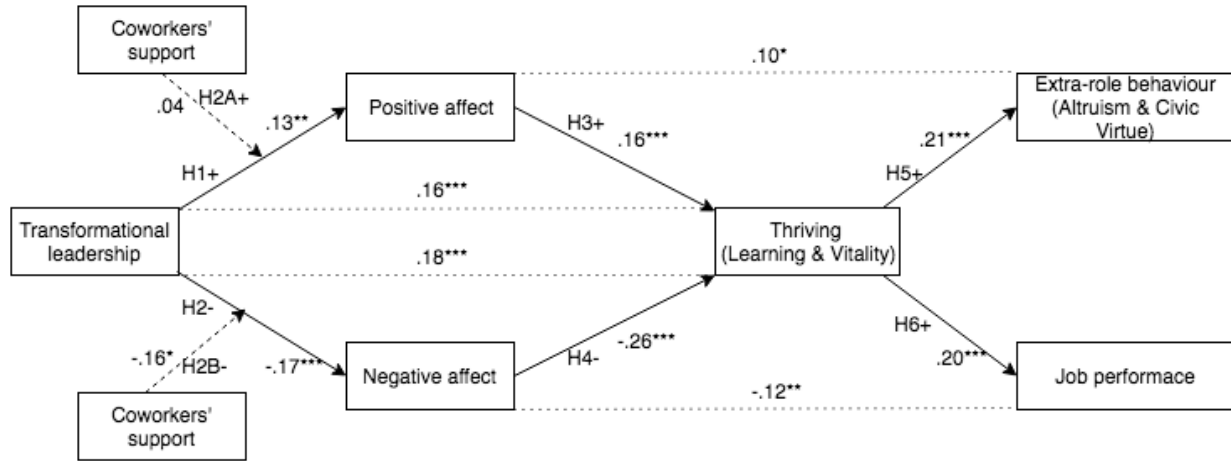 Coworkers'
support
.04
H2A+
.13**
H1+
Positive affect
.10*
Extra-role behaviour
(Altruism & Civic
Virtue)
H3+
.16***
.21***
H5+
.16***
Transformational
leadership
Thriving
(Learning & Vitality)
.18***
H2-
-.16*
H2B-
-.17***
H4-
-.26***
H6+
.20***
Negative affect
Job performace
-.12**
Coworkers'
support